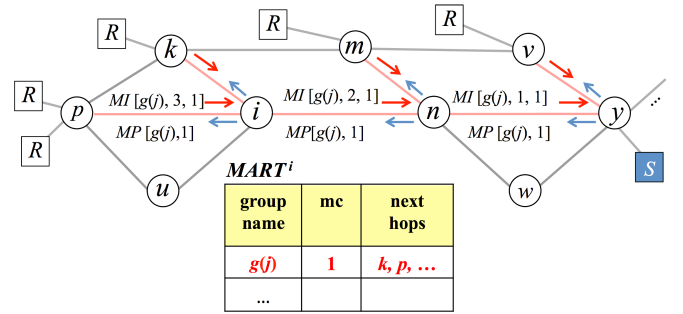 R
R
R
k
m
v
R
MI [g(j), 3, 1]
MI [g(j), 2, 1]
MI [g(j), 1, 1]
...
p
i
n
y
R
MP [g(j),1]
MP[g(j), 1]
MP [g(j), 1]
S
MART i
u
w
group name
mc
next hops
g(j)
1
k, p, …
...